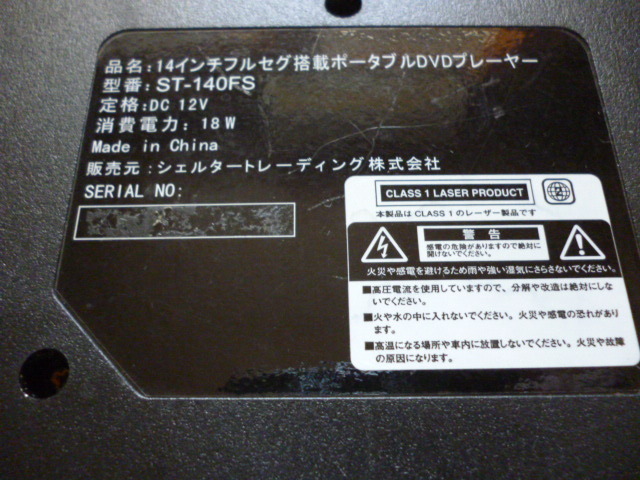 品名:14インチフルセグ搭載ポータブルDVDプレーヤー
型番: ST-140FS
定格:DC 12V
消費電力: 18W
Made in China
販売元:シェルタートレーディング株式会社
SERIAL NO:
CLASS 1 LASER PRODUCT
本製品は CLASS 1 のレーザー製品です
警告
感電の危険がありますので絶対に
開けないでください。
火災や感電を避けるため雨や強い湿気にさらさないでください。
■高圧電流を使用していますので、分解や改造は絶対にしな
いでください。
■火や水の中に入れないでください。火災や感電の恐れがあり
ます。
■高温になる場所や車内に放置しないでください。火災や故障
の原因になります。